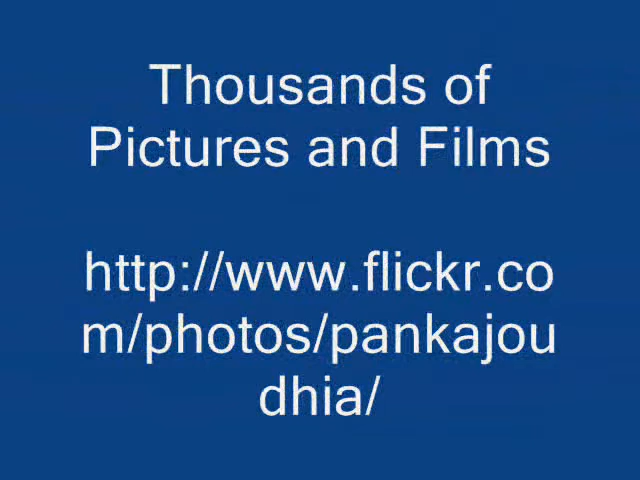 Thousands of
Pictures and Films
http://www.flickr.co
m/photos/pankajou
dhia/